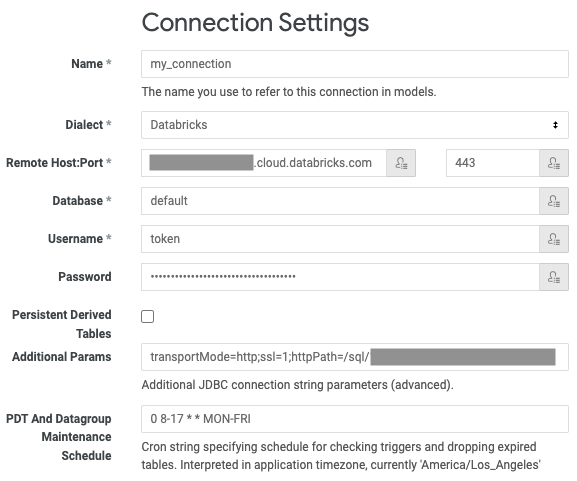 Connection Settings
Name * my_connection
The name you use to refer to this connection in models.
Dialect * Databricks
Remote Host:Port * .cloud.databricks.com 443
Database * default
Username * token
Password ••••••••••••••••••••••••••••••••••••
Persistent Derived
Tables
Additional Params transportMode=http;ssl=1;httpPath=/sql/
Additional JDBC connection string parameters (advanced).
PDT And Datagroup 0 8-17 * * MON-FRI
Maintenance
Schedule Cron string specifying schedule for checking triggers and dropping expired
tables. Interpreted in application timezone, currently 'America/Los_Angeles'